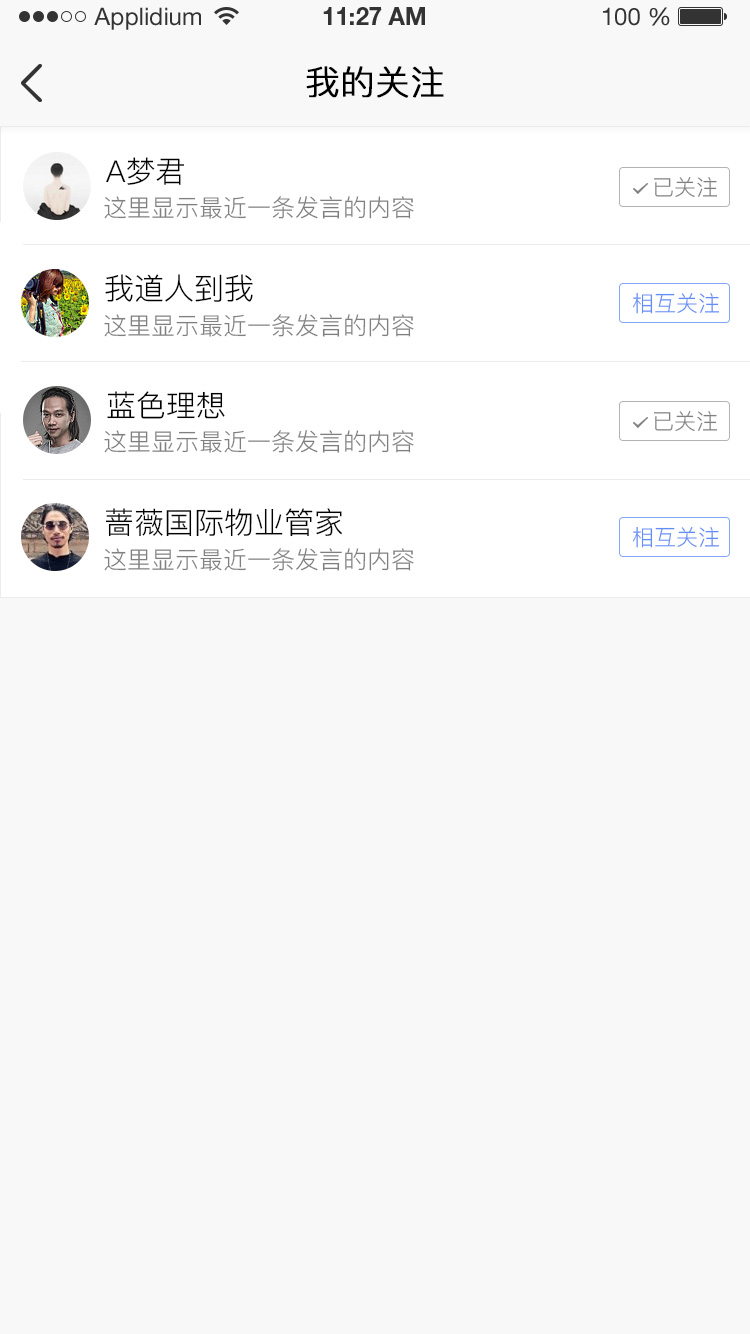 Applidium 11:27 AM 100 %
我的关注
A梦君
这里显示最近一条发言的内容
已关注
我道人到我
这里显示最近一条发言的内容
相互关注
蓝色理想
这里显示最近一条发言的内容
已关注
蔷薇国际物业管家
这里显示最近一条发言的内容
相互关注